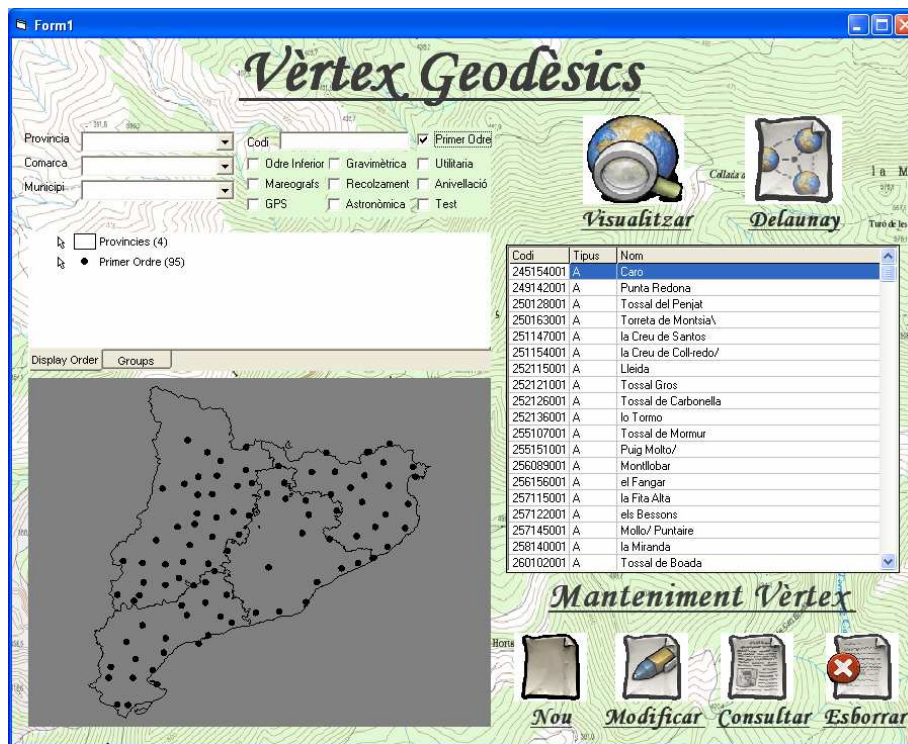 Form1
Vèrtex Geodèsics
Provincia
Comarca
Municipi
Codi
Primer Odre
Odre Inferior
Gravimètrica
Utilitaria
Mareografs
Recolzament
Anivellació
GPS
Astronòmica
Test
Visualitzar
Delaunay
Provincies (4)
Primer Ordre (95)
Display Order
Groups
Codi Tipus Nom
245154001 A Caro
249142001 A Punta Redona
250128001 A Tossal del Penjat
250163001 A Torreta de Montsia\
251147001 A la Creu de Santos
251154001 A la Creu de Coll-redo/
252115001 A Lleida
252121001 A Tossal Gros
252126001 A Tossal de Carbonella
252136001 A lo Tormo
255107001 A Tossal de Mormur
255151001 A Puig Molto/
256089001 A Montllobar
256156001 A el Fangar
257115001 A la Fita Alta
257122001 A els Bessons
257145001 A Mollo/ Puntaire
258140001 A la Miranda
260102001 A Tossal de Boada
Manteniment Vèrtex
Nou
Modificar
Consultar
Esborrar